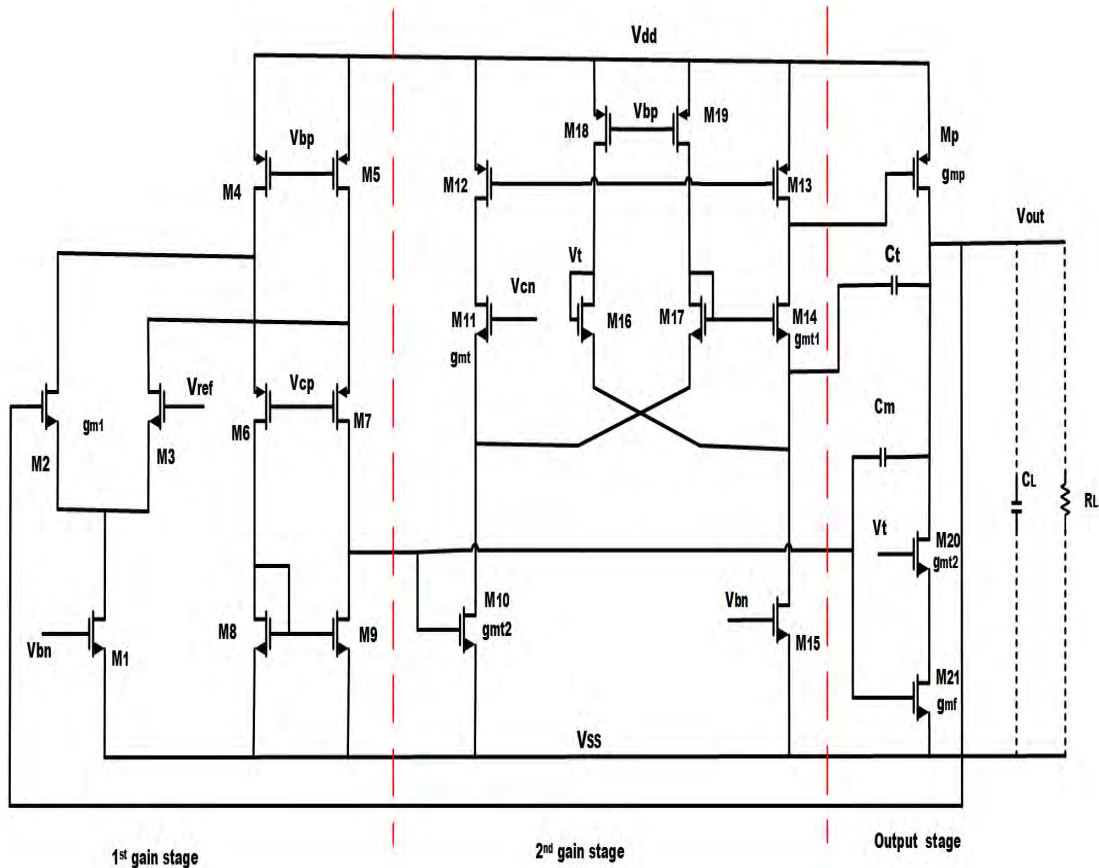 Vdd
M18
Vbp
M19
Vbp
M4
M5
M12
M13
Mp
gmp
Vout
Ct
Vt
Vcn
M11
gmt
M16
M17
M14
gmt1
Vref
gm1
M2
M3
Vcp
M6
M7
Cm
CL
RL
Vt
M20
gmt2
M10
gmt2
Vbn
M15
Vbn
M1
M8
M9
M21
gmf
Vss
1st gain stage
2nd gain stage
Output stage